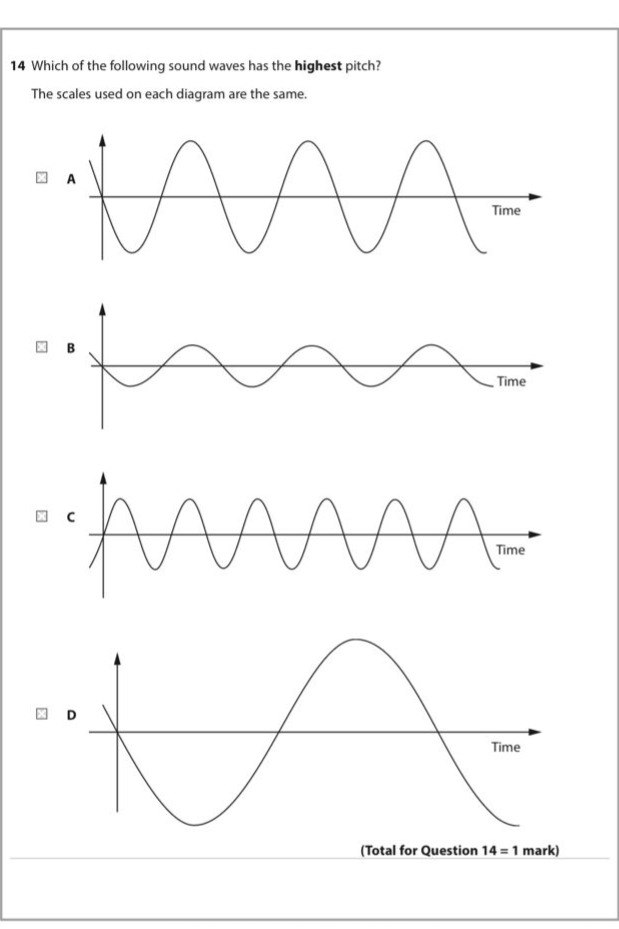 14 Which of the following sound waves has the highest pitch?
The scales used on each diagram are the same.
A
Time
B
Time
C
Time
D
Time
(Total for Question 14 = 1 mark)